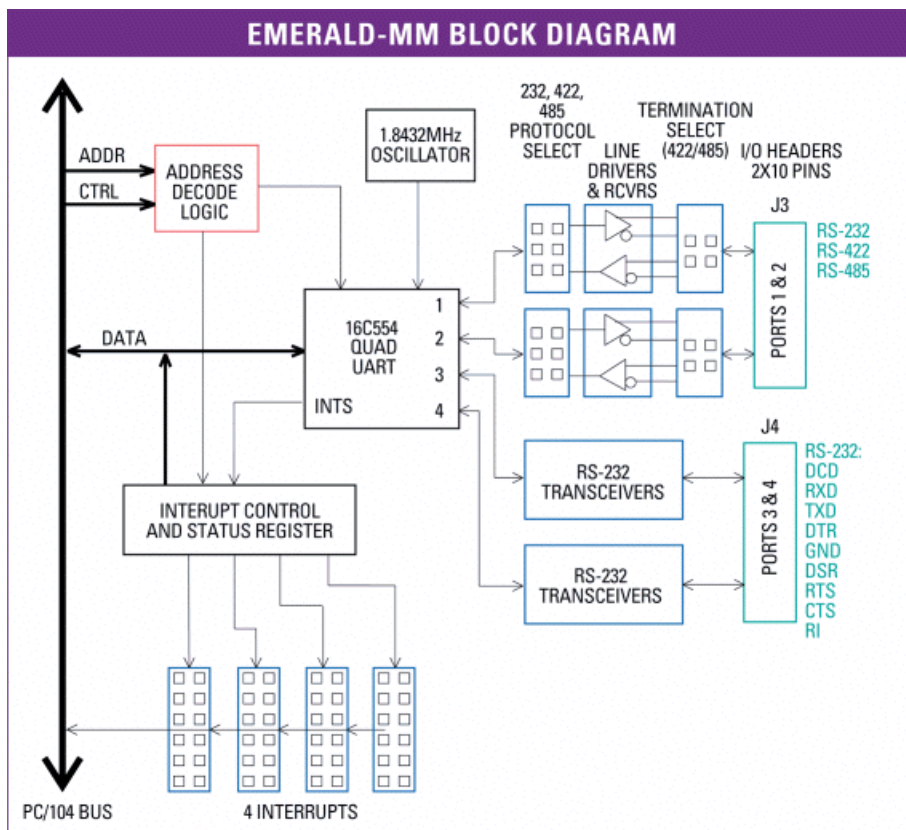 EMERALD-MM BLOCK DIAGRAM
232, 422,
485
PROTOCOL
SELECT
LINE
DRIVERS
& RCVRS
TERMINATION
SELECT
(422/485)
I/O HEADERS
2X10 PINS
1.8432MHz
OSCILLATOR
ADDR
CTRL
ADDRESS
DECODE
LOGIC
J3
RS-232
RS-422
RS-485
PORTS 1 & 2
DATA
16C554
QUAD
UART
1
2
3
4
INTS
J4
RS-232
TRANSCEIVERS
RS-232
TRANSCEIVERS
PORTS 3 & 4
RS-232:
DCD
RXD
TXD
DTR
GND
DSR
RTS
CTS
RI
INTERUPT CONTROL
AND STATUS REGISTER
PC/104 BUS
4 INTERRUPTS